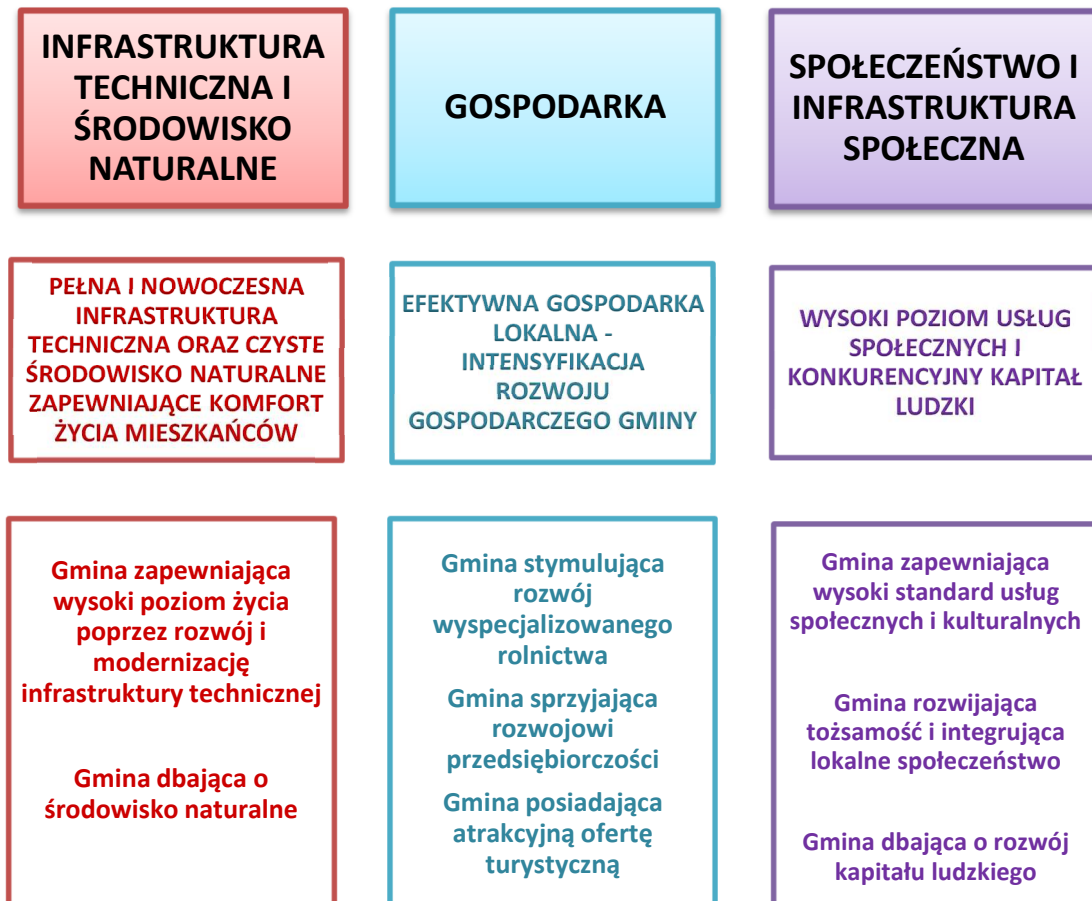 INFRASTRUKTURA
TECHNICZNA I
ŚRODOWISKO
NATURALNE
GOSPODARKA
SPOŁECZEŃSTWO I
INFRASTRUKTURA
SPOŁECZNA
PEŁNA I NOWOCZESNA
INFRASTRUKTURA
TECHNICZNA ORAZ CZYSTE
ŚRODOWISKO NATURALNE
ZAPEWNIAJĄCE KOMFORT
ŻYCIA MIESZKAŃCÓW
EFEKTYWNA GOSPODARKA
LOKALNA -
INTENSYFIKACJA
ROZWOJU
GOSPODARCZEGO GMINY
WYSOKI POZIOM USŁUG
SPOŁECZNYCH I
KONKURENCYJNY KAPITAŁ
LUDZKI
Gmina zapewniająca
wysoki poziom życia
poprzez rozwój i
modernizację
infrastruktury technicznej
Gmina dbająca o
środowisko naturalne
Gmina stymulująca
rozwój
wyspecjalizowanego
rolnictwa
Gmina sprzyjająca
rozwojowi
przedsiębiorczości
Gmina posiadająca
atrakcyjną ofertę
turystyczną
Gmina zapewniająca
wysoki standard usług
społecznych i kulturalnych
Gmina rozwijająca
tożsamość i integrująca
lokalne społeczeństwo
Gmina dbająca o rozwój
kapitału ludzkiego